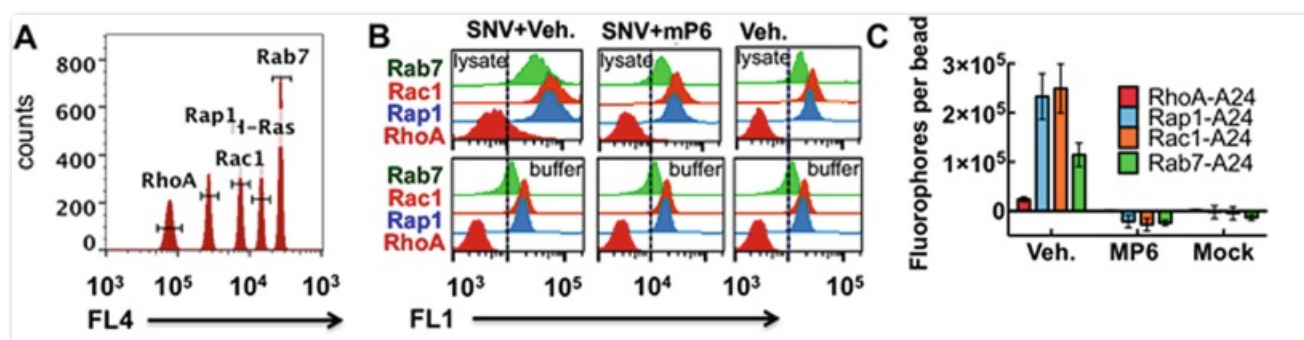 A
counts
800
600
400
200
0
RhoA
Rap1
H-Ras
Rac1
Rab7
10³ 10⁵ 10⁴ 10³
FL4
B
SNV+Veh. SNV+mP6 Veh.
lysate lysate lysate
Rab7
Rac1
Rap1
RhoA
buffer buffer buffer
Rab7
Rac1
Rap1
RhoA
10³ 10⁵ 10⁴ 10³ 10⁵
FL1
C
Fluorophores per bead
3×10⁵
2×10⁵
1×10⁵
0
RhoA-A24
Rap1-A24
Rac1-A24
Rab7-A24
Veh. MP6 Mock